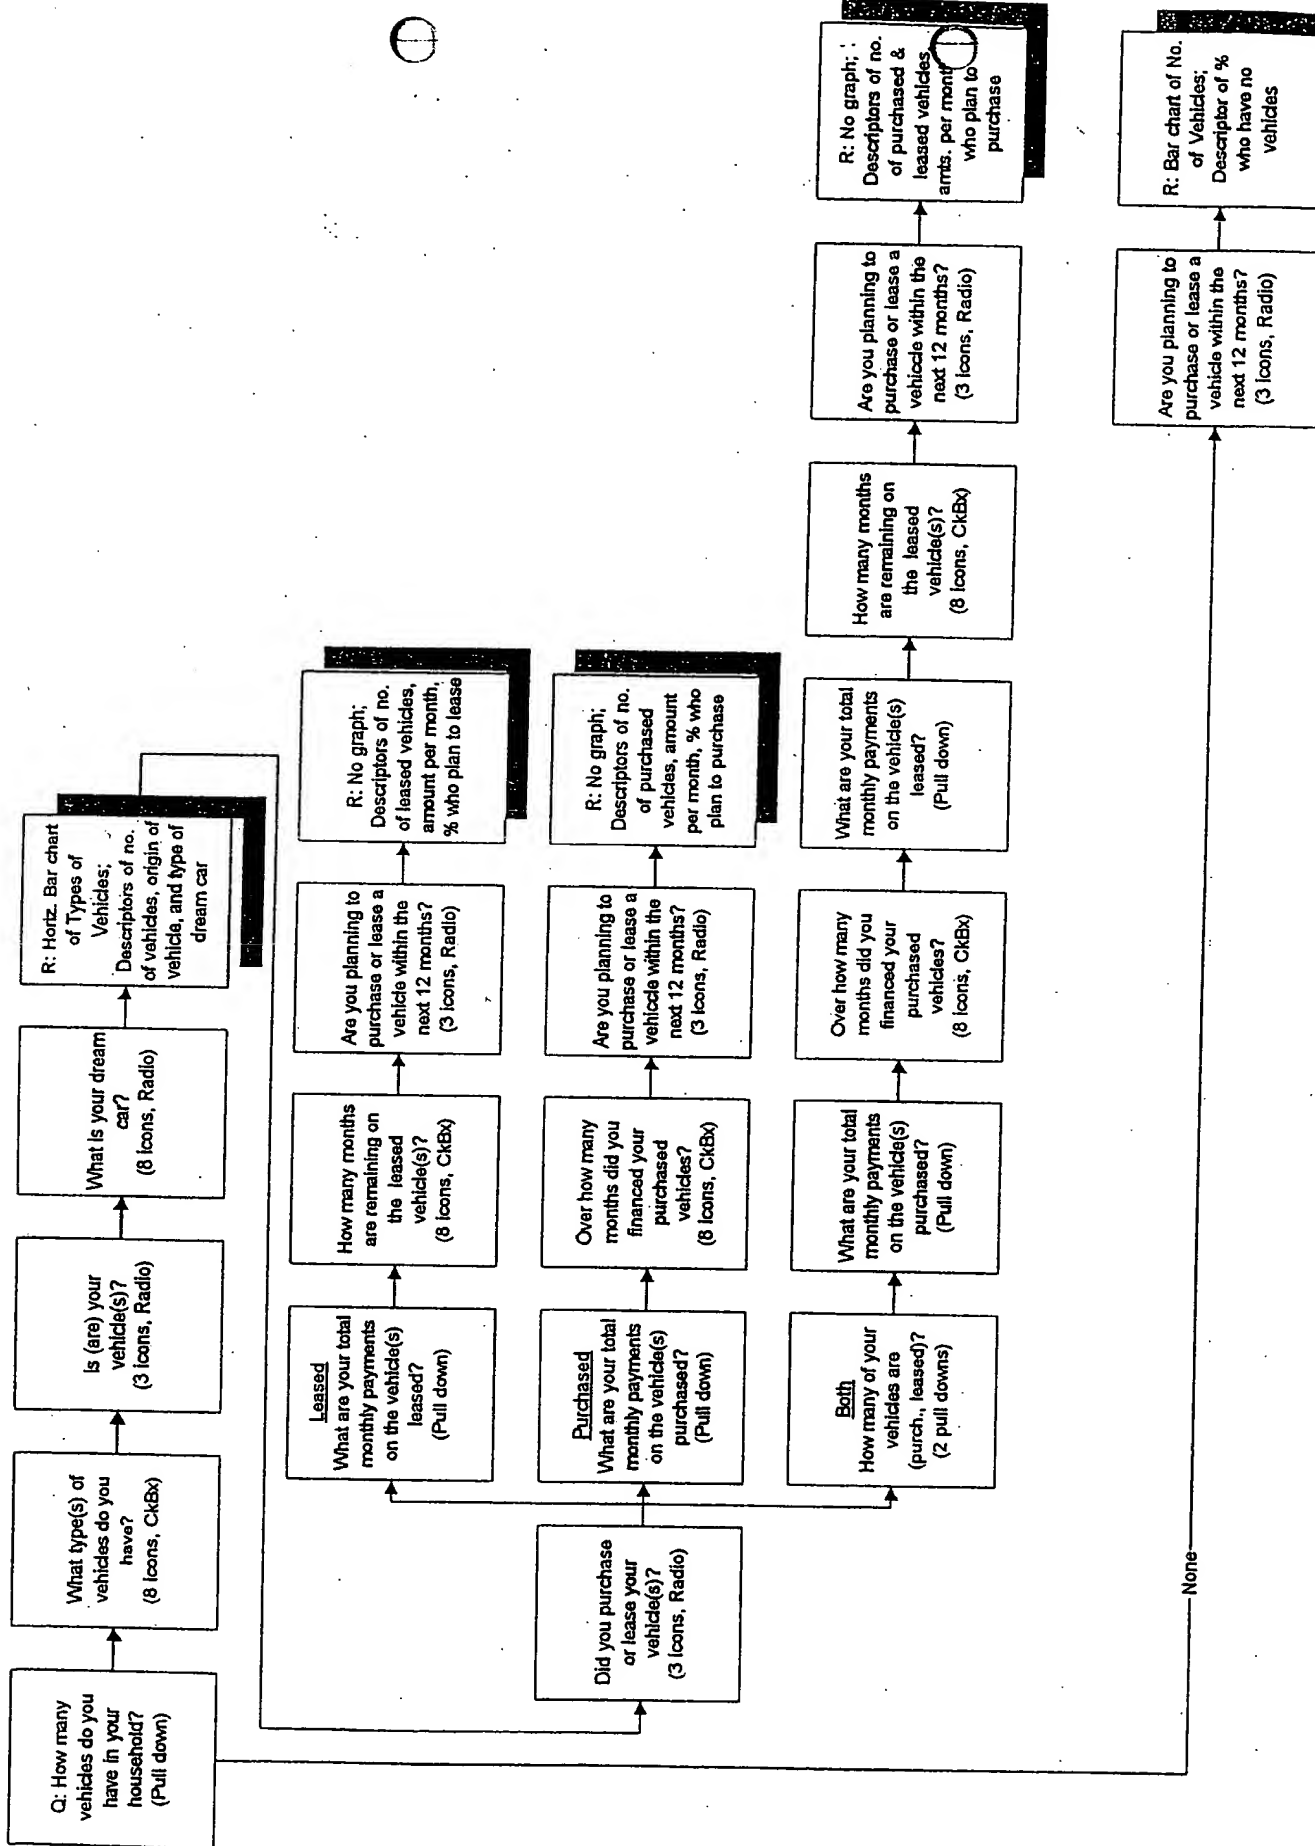 Q: How many
vehicles do you
have in your
household?
(Pull down)
What type(s) of
vehicles do you
have?
(8 icons, CkBx)
Is (are) your
vehicle(s)?
(3 icons, Radio)
What is your dream
car?
(8 icons, Radio)
R: Horiz. Bar chart
of Types of
Vehicles;
Descriptors of no.
of vehicles, origin of
vehicle, and type of
dream car
Did you purchase
or lease your
vehicle(s)?
(3 icons, Radio)
Leased
What are your total
monthly payments
on the vehicle(s)
leased?
(Pull down)
How many months
are remaining on
the leased
vehicle(s)?
(8 icons, CkBx)
Are you planning to
purchase or lease a
vehicle within the
next 12 months?
(3 icons, Radio)
R: No graph;
Descriptors of no.
of leased vehicles,
amount per month,
% who plan to lease
Purchased
What are your total
monthly payments
on the vehicle(s)
purchased?
(Pull down)
Over how many
months did you
financed your
purchased
vehicles?
(8 icons, CkBx)
Are you planning to
purchase or lease a
vehiccle within the
next 12 months?
(3 icons, Radio)
R: No graph;
Descriptors of no.
of purchased
vehicles, amount
per month, % who
plan to purchase
Both
How many of your
vehicles are
(purch., leased)?
(2 pull downs)
What are your total
monthly payments
on the vehicle(s)
purchased?
(Pull down)
Over how many
months did you
financed your
purchased
vehicles?
(8 icons, CkBx)
What are your total
monthly payments
on the vehicle(s)
leased?
(Pull down)
How many months
are remaining on
the leased
vehicle(s)?
(8 icons, CkBx)
Are you planning to
purchase or lease a
vehiccle within the
next 12 months?
(3 icons, Radio)
R: No graph;
Descriptors of no.
of purchased &
leased vehicles,
amts. per month
who plan to
purchase
None
Are you planning to
purchase or lease a
vehicle within the
next 12 months?
(3 icons, Radio)
R: Bar chart of No.
of Vehicles;
Descriptor of %
who have no
vehicles